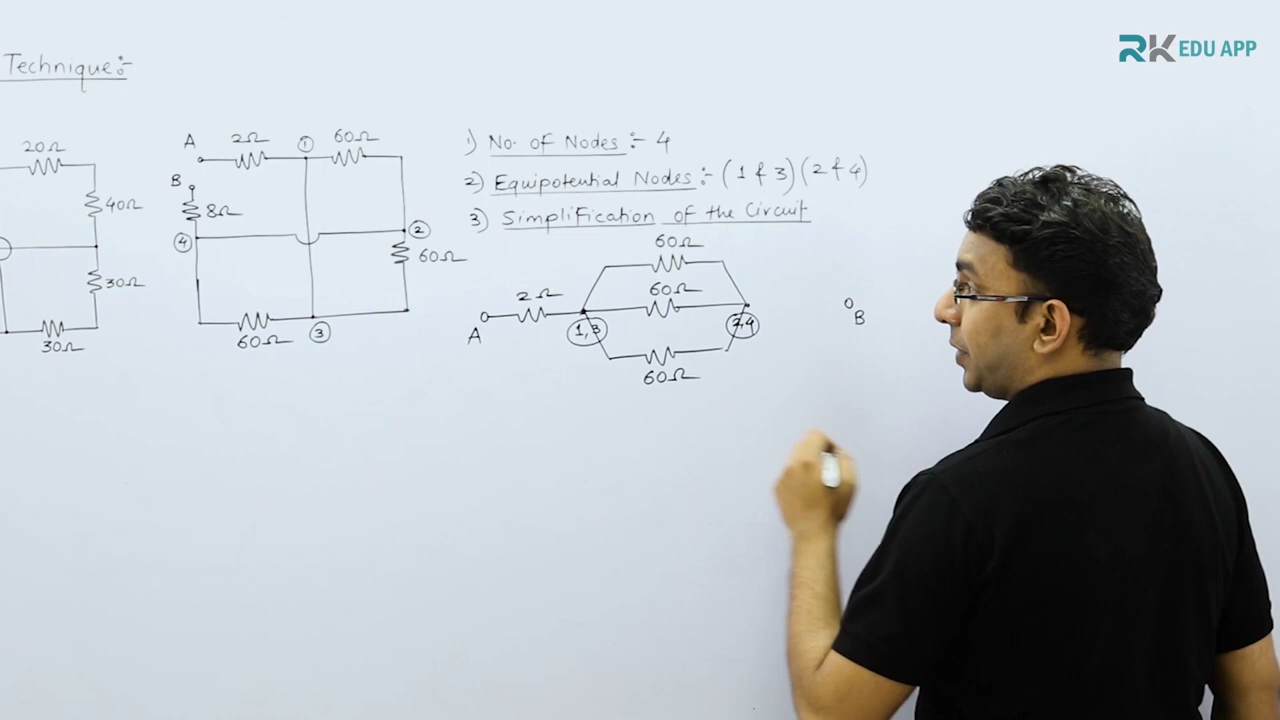 RK EDU APP
Technique:-
20Ω
40Ω
30Ω
30Ω
A
2Ω
1
60Ω
B
8Ω
4
2
60Ω
60Ω
3
1) No. of Nodes :- 4
2) Equipotential Nodes :- (1 & 3) (2 & 4)
3) Simplification of the Circuit
60Ω
2Ω
60Ω
A
1,3
2,4
B
60Ω